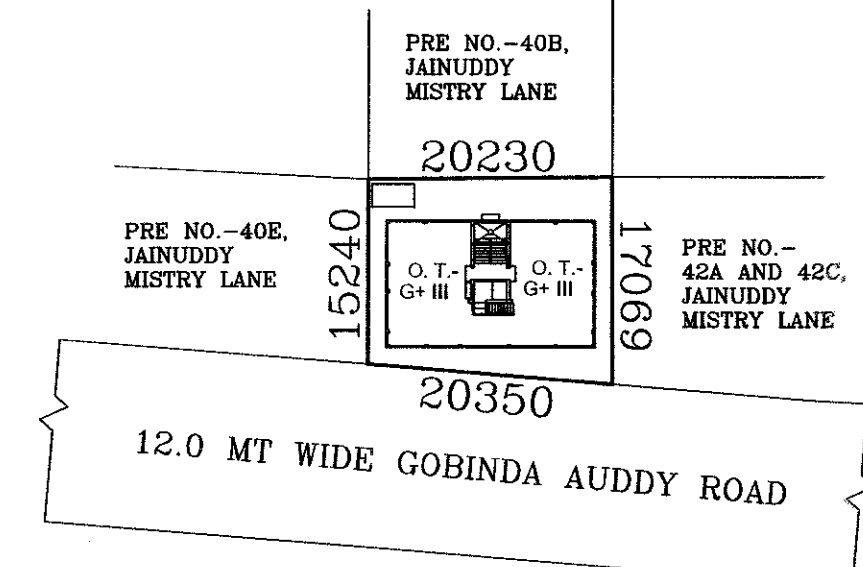 PRE NO.-40B,
JAINUDDY
MISTRY LANE
20230
PRE NO.-40E,
JAINUDDY
MISTRY LANE
15240
O. T.-
G+ III
O. T.-
G+ III
17069
PRE NO.-
42A AND 42C,
JAINUDDY
MISTRY LANE
20350
12.0 MT WIDE GOBINDA AUDDY ROAD